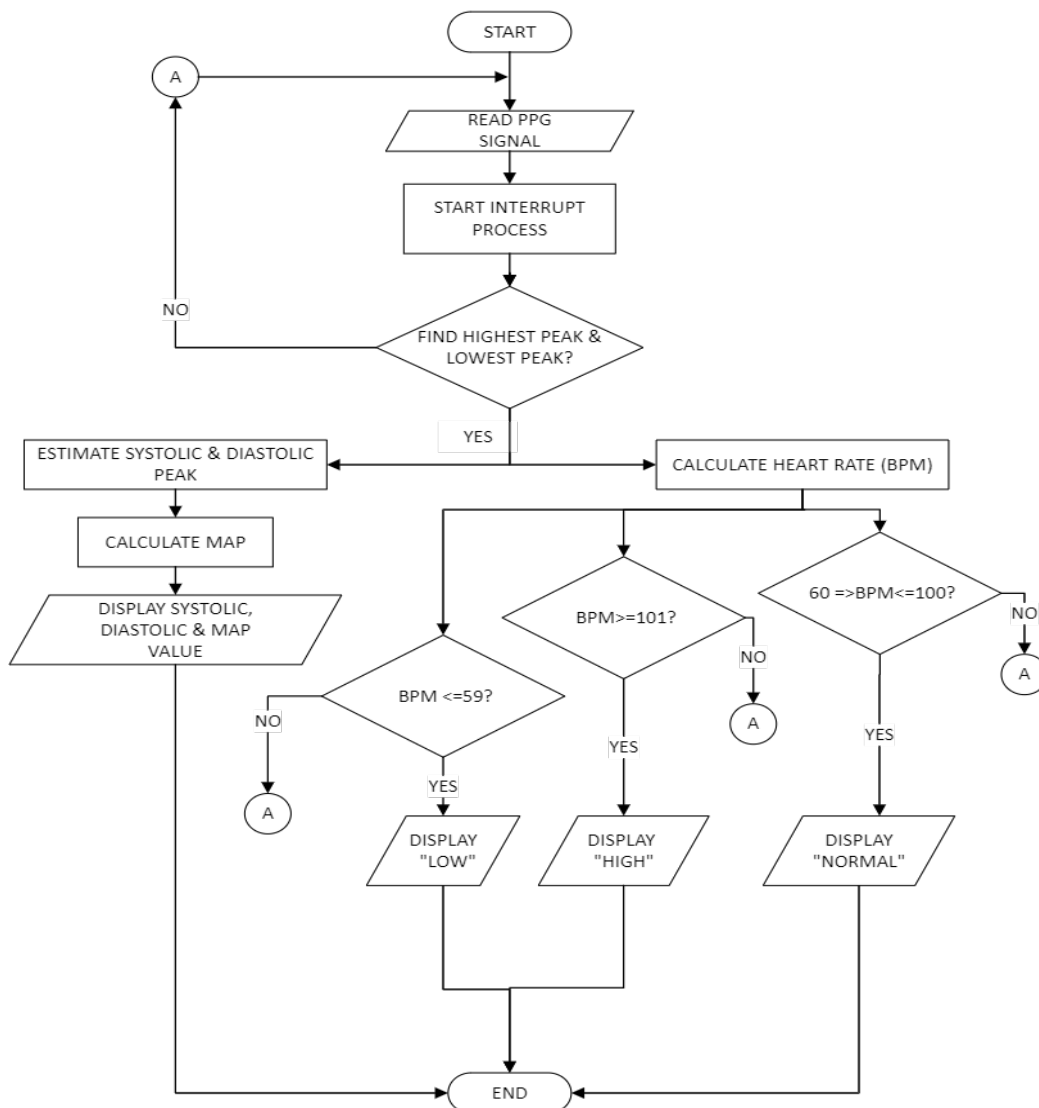 START
A
READ PPG
SIGNAL
START INTERRUPT
PROCESS
NO
FIND HIGHEST PEAK &
LOWEST PEAK?
YES
ESTIMATE SYSTOLIC & DIASTOLIC
PEAK
CALCULATE HEART RATE (BPM)
CALCULATE MAP
DISPLAY SYSTOLIC,
DIASTOLIC & MAP
VALUE
BPM <=59?
BPM>=101?
60 =>BPM<=100?
NO
NO
NO
A
A
A
YES
YES
YES
DISPLAY
"LOW"
DISPLAY
"HIGH"
DISPLAY
"NORMAL"
END